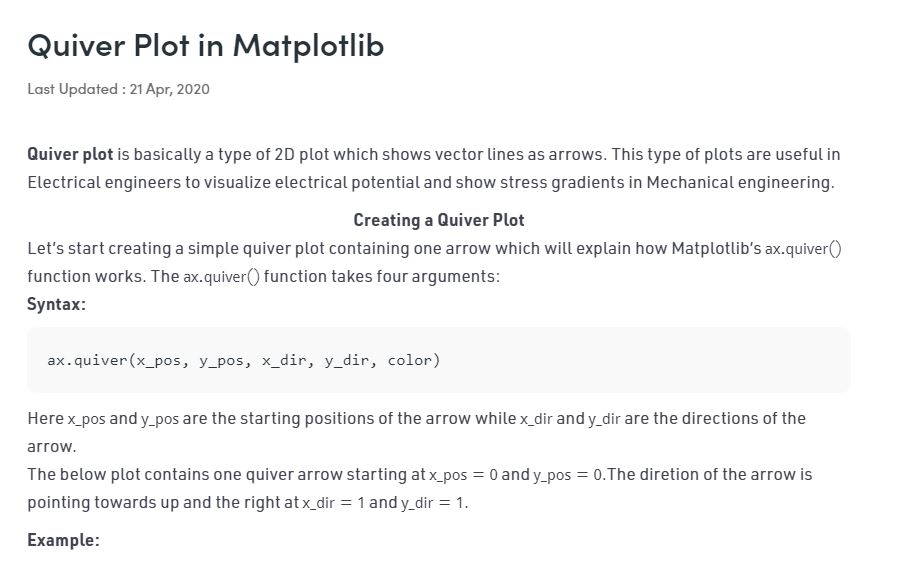 Quiver Plot in Matplotlib
Last Updated : 21 Apr, 2020
Quiver plot is basically a type of 2D plot which shows vector lines as arrows. This type of plots are useful in
Electrical engineers to visualize electrical potential and show stress gradients in Mechanical engineering.
Creating a Quiver Plot
Let's start creating a simple quiver plot containing one arrow which will explain how Matplotlib's ax.quiver()
function works. The ax.quiver() function takes four arguments:
Syntax:
ax.quiver(x_pos, y_pos, x_dir, y_dir, color)
Here x_pos and y_pos are the starting positions of the arrow while x_dir and y_dir are the directions of the
arrow.
The below plot contains one quiver arrow starting at x_pos = 0 and y_pos = 0.The diretion of the arrow is
pointing towards up and the right at x_dir = 1 and y_dir = 1.
Example: